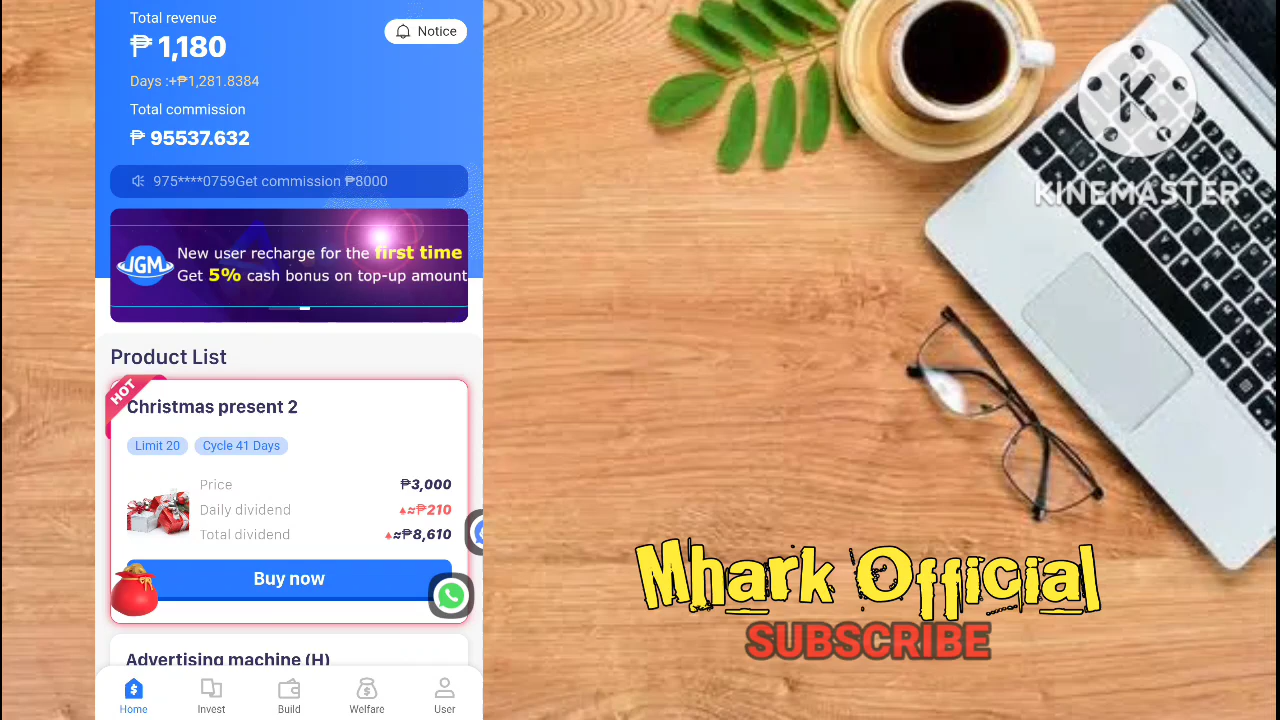 Total revenue
₱ 1,180
Notice
Days :+₱1,281.8384
Total commission
₱ 95537.632
975****0759Get commission ₱8000
JGM
New user recharge for the first time
Get 5% cash bonus on top-up amount
Product List
HOT
Christmas present 2
Limit 20
Cycle 41 Days
Price ₱3,000
Daily dividend ≈₱210
Total dividend ≈₱8,610
Buy now
Advertising machine (H)
Home
Invest
Build
Welfare
User
K
KINEMASTER
Mhark Official
SUBSCRIBE